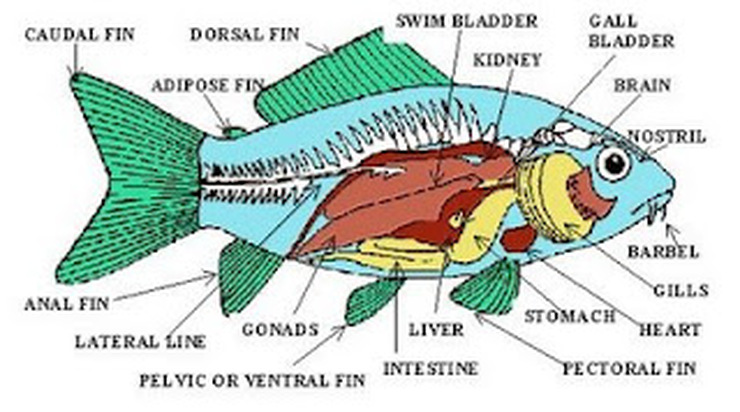 CAUDAL FIN
DORSAL FIN
SWIM BLADDER
GALL
BLADDER
KIDNEY
ADIPOSE FIN
BRAIN
NOSTRIL
BARBEL
GILLS
ANAL FIN
STOMACH
HEART
LATERAL LINE
GONADS
LIVER
PELVIC OR VENTRAL FIN
INTESTINE
PECTORAL FIN